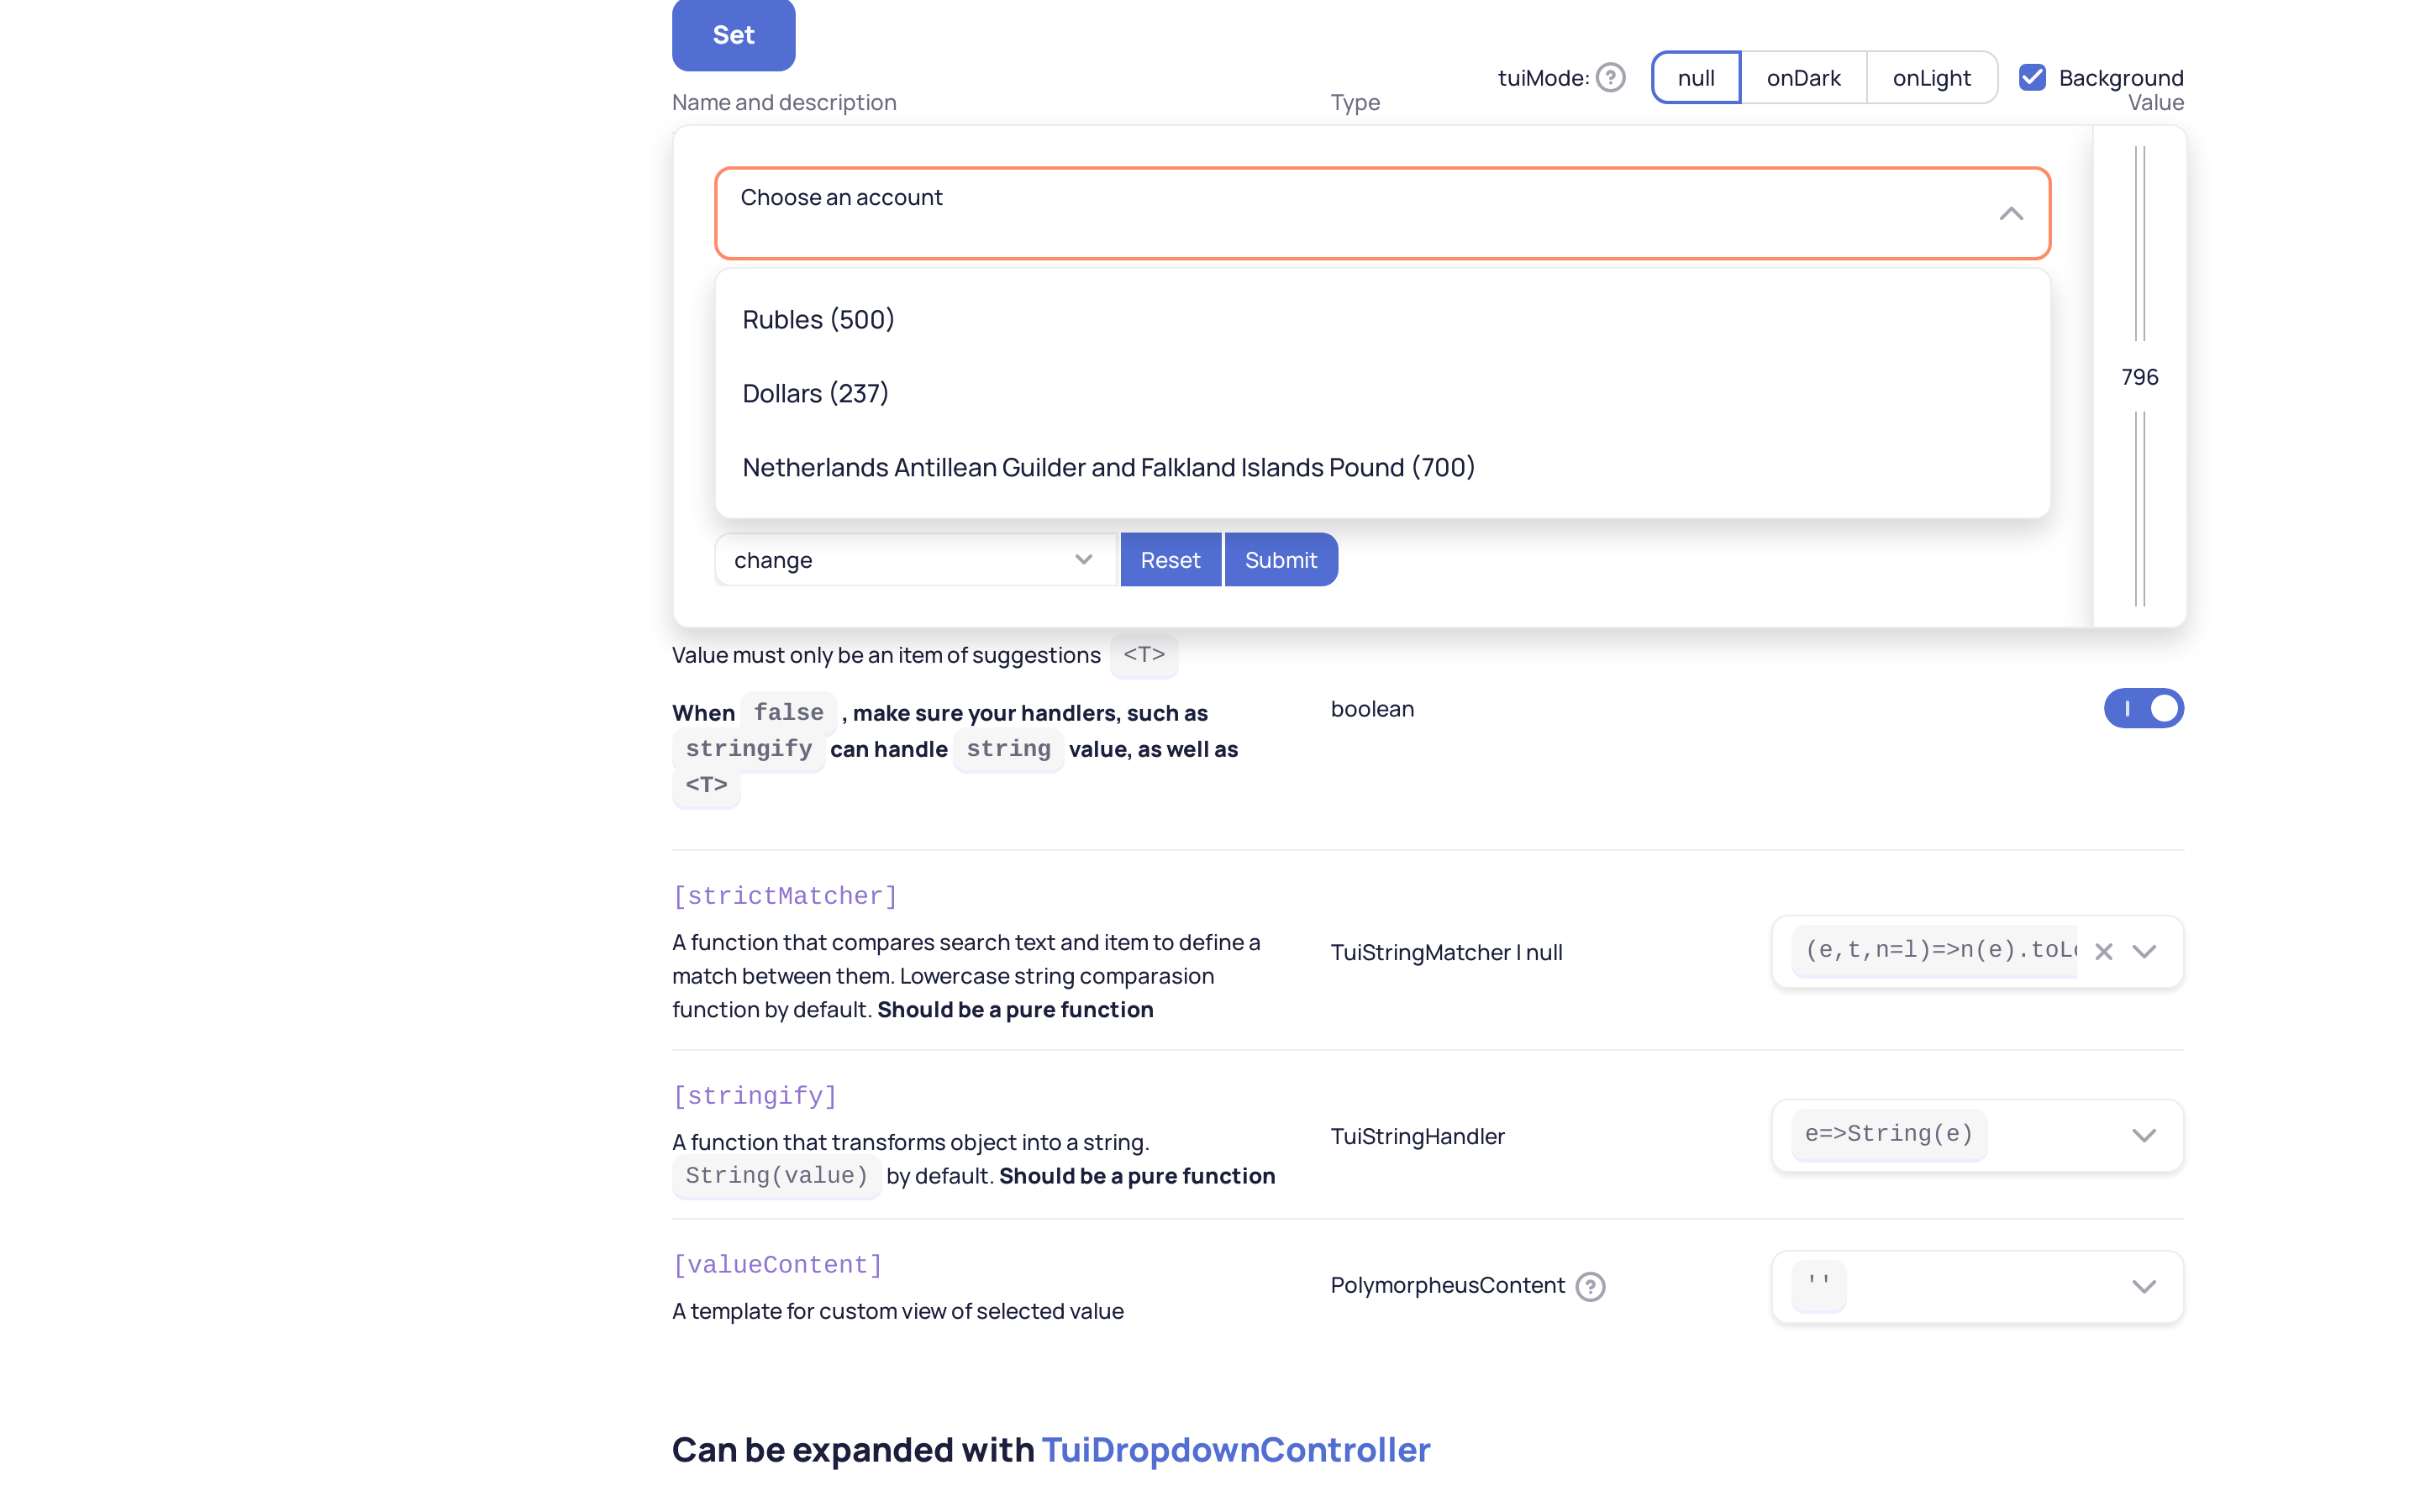 Set
tuiMode: ? null onDark onLight Background
Name and description Type Value
Choose an account
Rubles (500)
Dollars (237)
796
Netherlands Antillean Guilder and Falkland Islands Pound (700)
change Reset Submit
Value must only be an item of suggestions <T>
When false , make sure your handlers, such as
boolean
stringify can handle string value, as well as
<T>
[strictMatcher]
A function that compares search text and item to define a
TuiStringMatcher | null (e,t,n=l)=>n(e).toLo
match between them. Lowercase string comparasion
function by default. Should be a pure function
[stringify]
A function that transforms object into a string.
TuiStringHandler e=>String(e)
String(value) by default. Should be a pure function
[valueContent]
PolymorpheusContent ? ''
A template for custom view of selected value
Can be expanded with TuiDropdownController